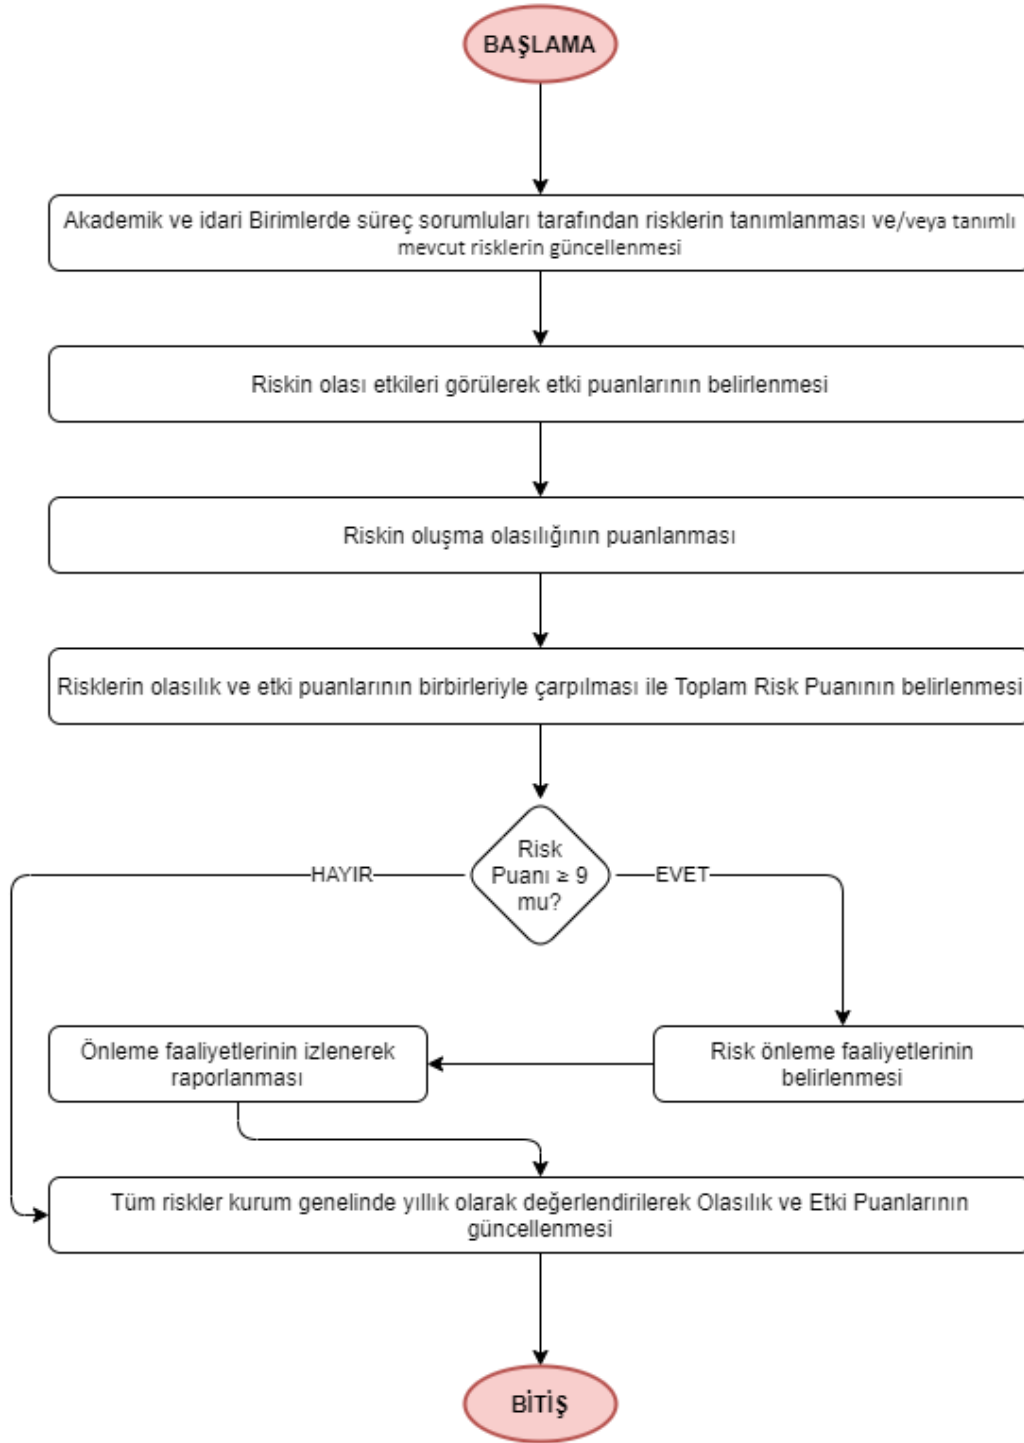 BAŞLAMA
Akademik ve idari Birimlerde süreç sorumluları tarafından risklerin tanımlanması ve/veya tanımlı
mevcut risklerin güncellenmesi
Riskin olası etkileri görülerek etki puanlarının belirlenmesi
Riskin oluşma olasılığının puanlanması
Risklerin olasılık ve etki puanlarının birbirleriyle çarpılması ile Toplam Risk Puanının belirlenmesi
Risk
Puanı ≥ 9
mu?
HAYIR
EVET
Önleme faaliyetlerinin izlenerek
raporlanması
Risk önleme faaliyetlerinin
belirlenmesi
Tüm riskler kurum genelinde yıllık olarak değerlendirilerek Olasılık ve Etki Puanlarının
güncellenmesi
BİTİŞ